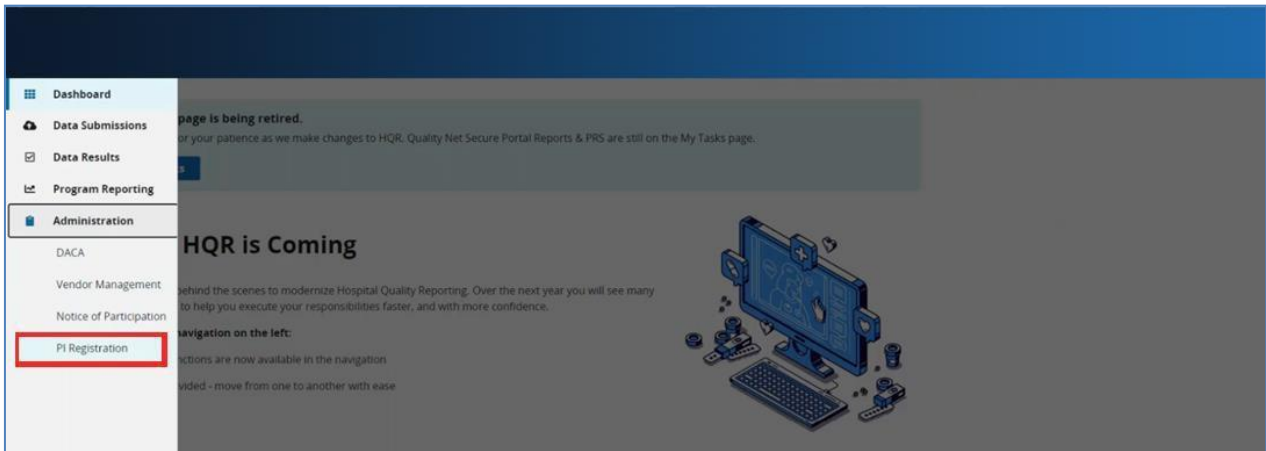 Dashboard
Data Submissions
Data Results
Program Reporting
Administration
DACA
Vendor Management
Notice of Participation
PI Registration
page is being retired.
or your patience as we make changes to HQR. Quality Net Secure Portal Reports & PRS are still on the My Tasks page.
HQR is Coming
behind the scenes to modernize Hospital Quality Reporting. Over the next year you will see many
to help you execute your responsibilities faster, and with more confidence.
navigation on the left:
nctions are now available in the navigation
vided - move from one to another with ease